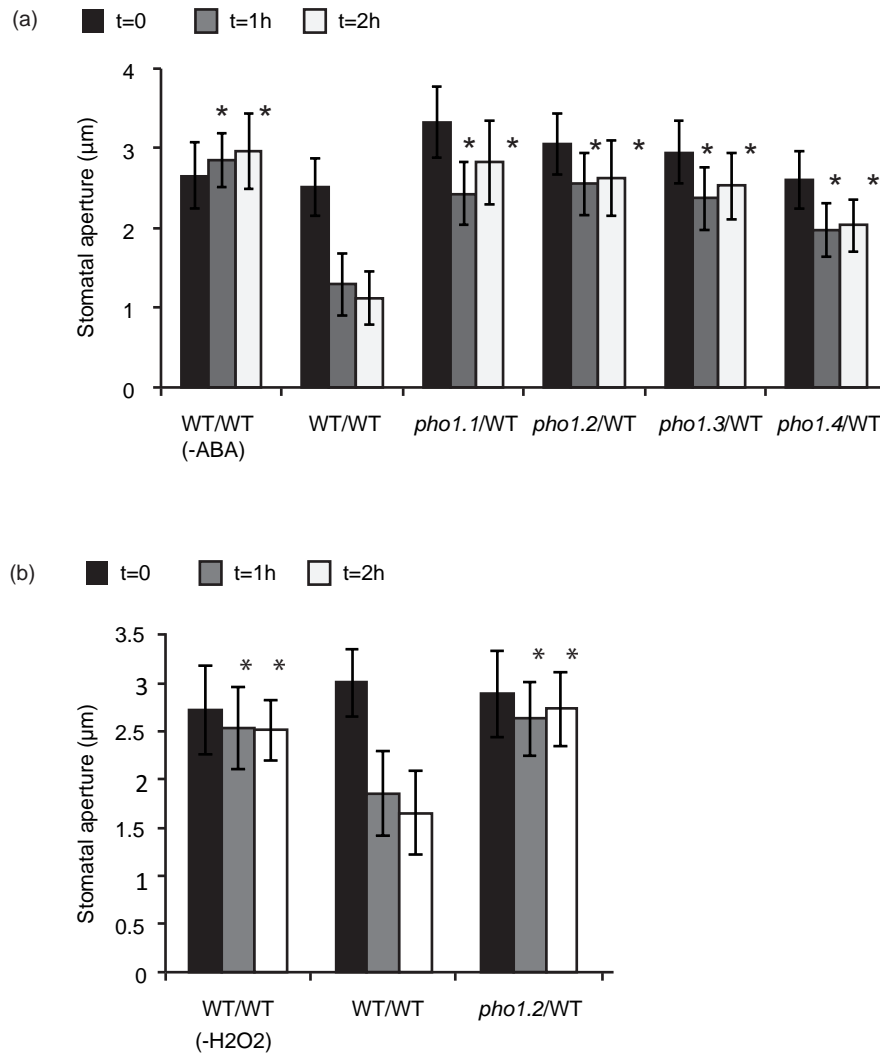 (a) t=0 t=1h t=2h
4
3
2
1
0
Stomatal aperture (µm)
* * * * * * * * * *
WT/WT WT/WT pho1.1/WT pho1.2/WT pho1.3/WT pho1.4/WT
(-ABA)
(b) t=0 t=1h t=2h
3.5
3
2.5
2
1.5
1
0.5
0
Stomatal aperture (µm)
* * * *
WT/WT WT/WT pho1.2/WT
(-H2O2)